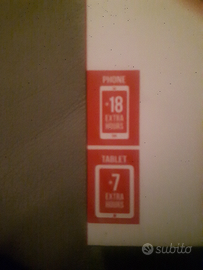 PHONE
+18
EXTRA
HOURS
TABLET
+7
EXTRA
HOURS
subito